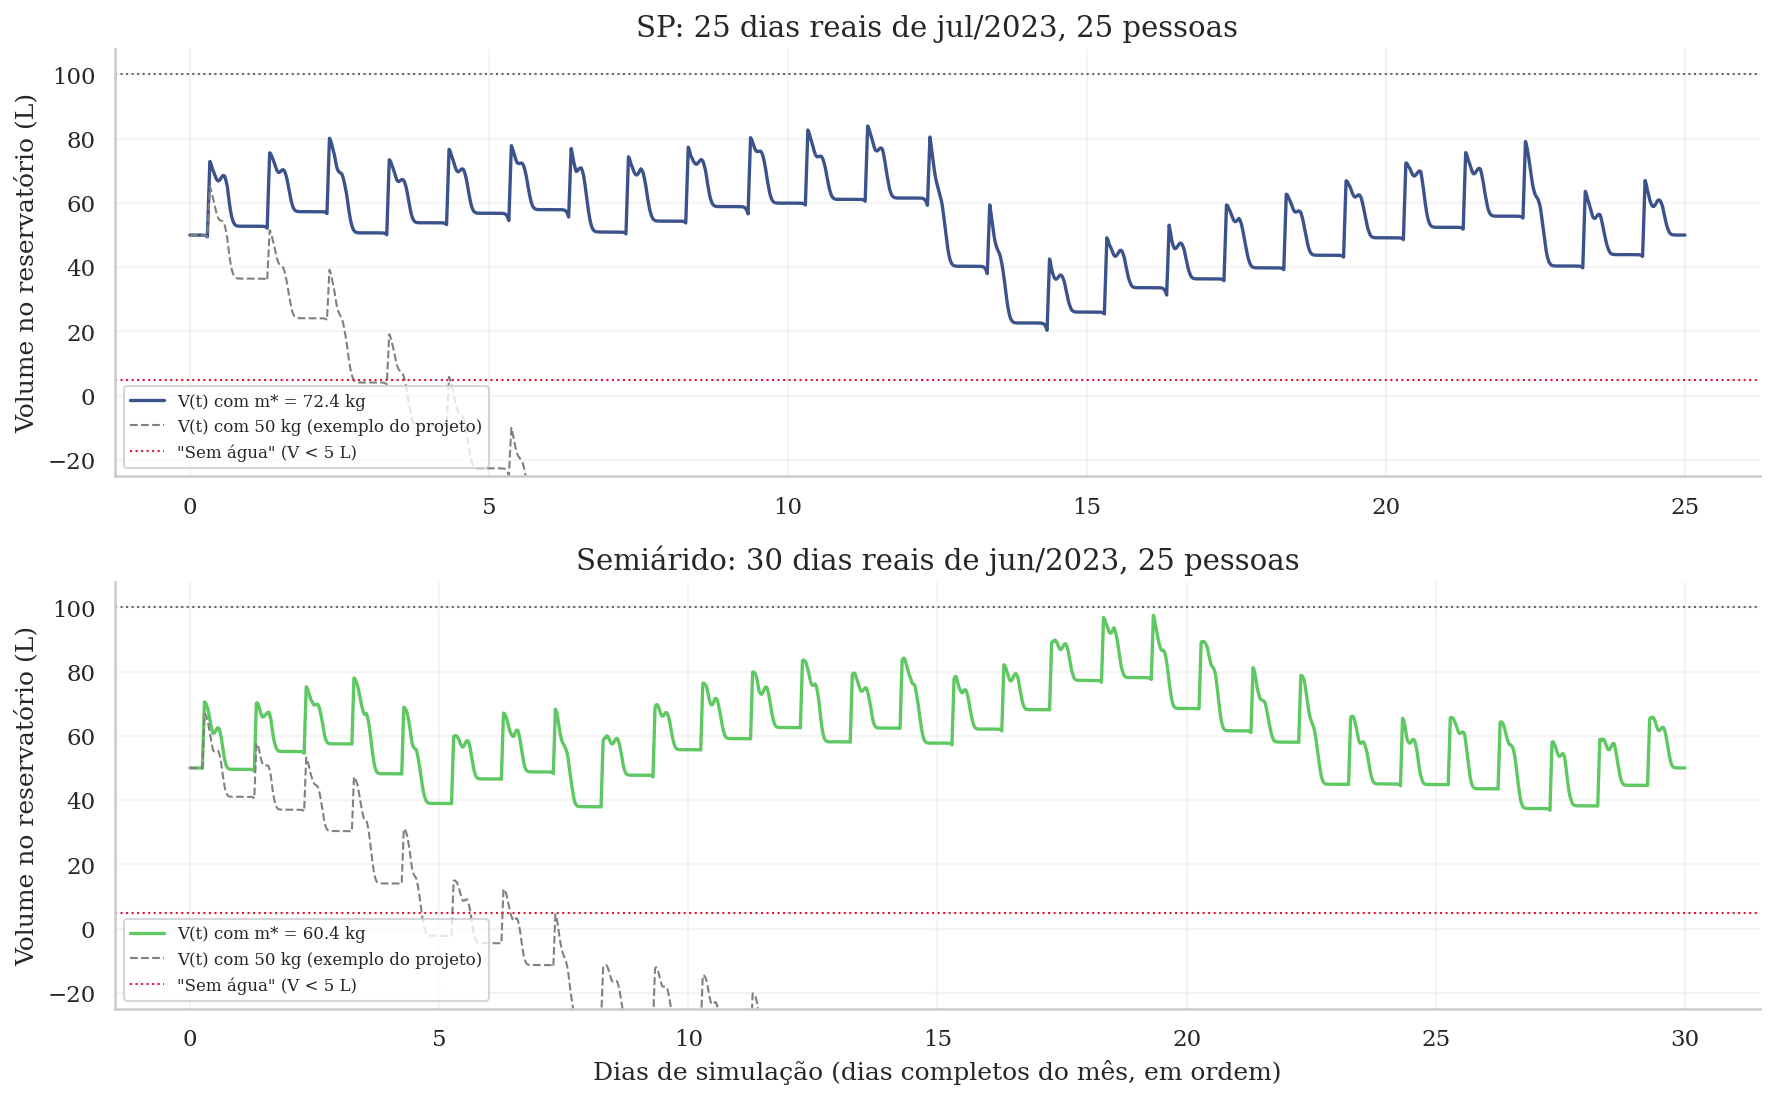 SP: 25 dias reais de jul/2023, 25 pessoas
Volume no reservatório (L)
100
80
60
40
20
0
−20
V(t) com m* = 72.4 kg
V(t) com 50 kg (exemplo do projeto)
"Sem água" (V < 5 L)
0 5 10 15 20 25
Semiárido: 30 dias reais de jun/2023, 25 pessoas
Volume no reservatório (L)
100
80
60
40
20
0
−20
V(t) com m* = 60.4 kg
V(t) com 50 kg (exemplo do projeto)
"Sem água" (V < 5 L)
0 5 10 15 20 25 30
Dias de simulação (dias completos do mês, em ordem)